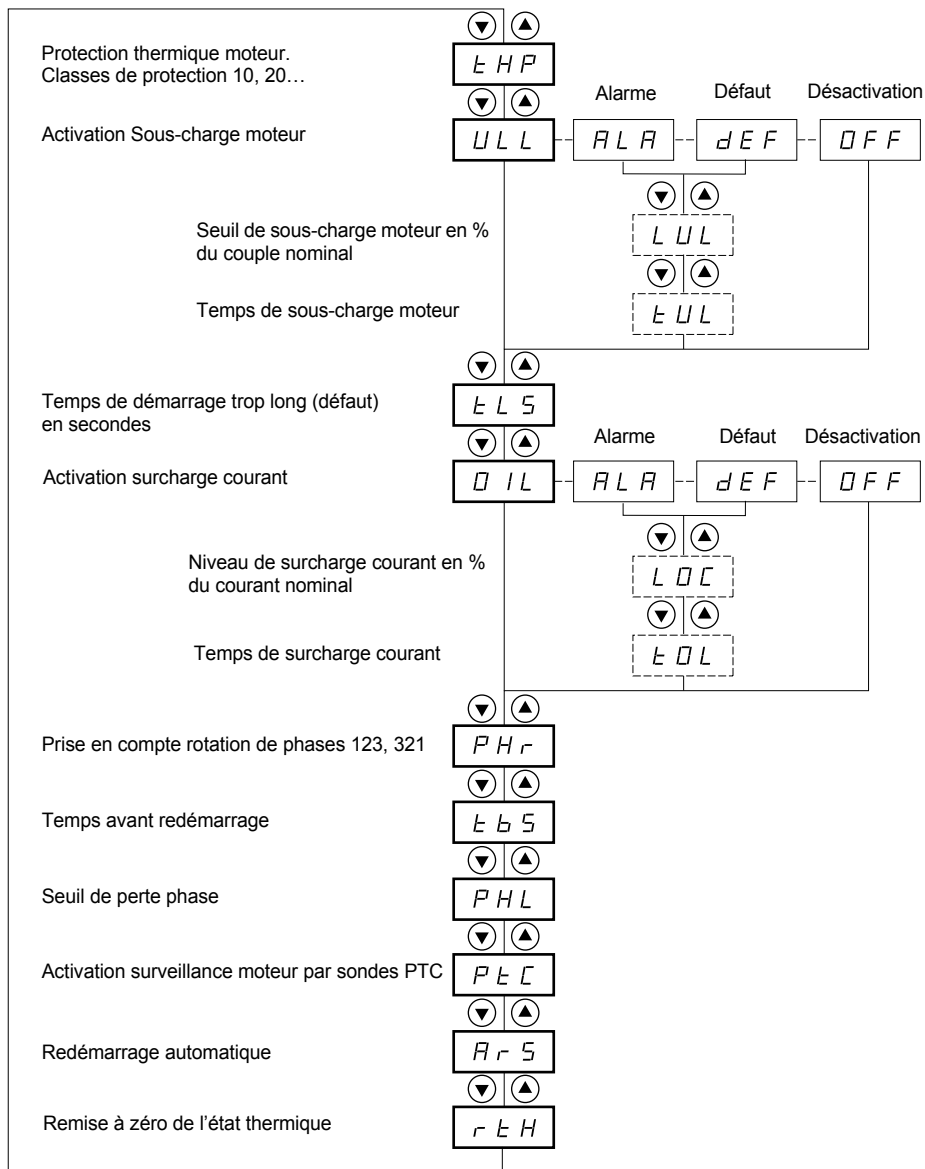 Protection thermique moteur.
Classes de protection 10, 20…
tHP
Alarme Défaut Désactivation
Activation Sous-charge moteur
ULL ALA dEF OFF
Seuil de sous-charge moteur en %
du couple nominal
LUL
Temps de sous-charge moteur
tUL
Temps de démarrage trop long (défaut)
en secondes
tLS
Alarme Défaut Désactivation
Activation surcharge courant
OIL ALA dEF OFF
Niveau de surcharge courant en %
du courant nominal
LOC
Temps de surcharge courant
tOL
Prise en compte rotation de phases 123, 321
PHr
Temps avant redémarrage
tbS
Seuil de perte phase
PHL
Activation surveillance moteur par sondes PTC
PtC
Redémarrage automatique
ArS
Remise à zéro de l’état thermique
rtH